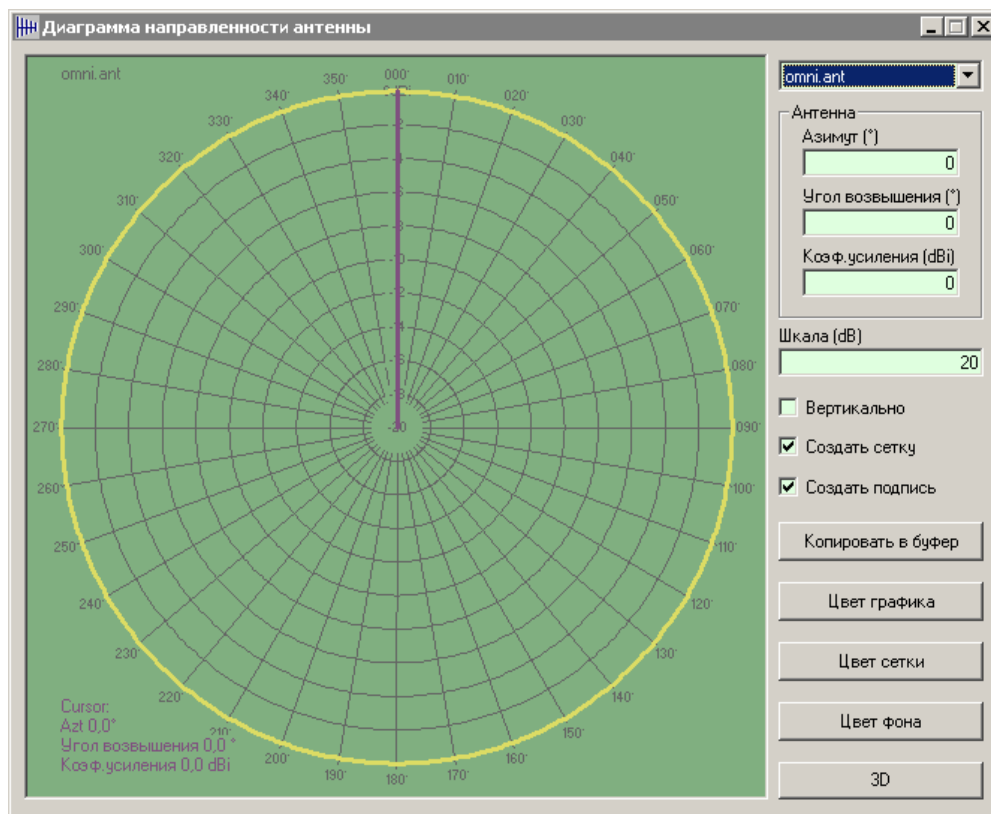 Диаграмма направленности антенны
omni.ant
000°
010°
020°
030°
040°
050°
060°
070°
080°
090°
100°
110°
120°
130°
140°
150°
160°
170°
180°
190°
200°
210°
220°
230°
240°
250°
260°
270°
280°
290°
300°
310°
320°
330°
340°
350°
-20
Cursor:
Azt 0,0°
Угол возвышения 0,0 °
Коэф.усиления 0,0 dBi
omni.ant
Антенна
Азимут (°)
0
Угол возвышения (°)
0
Коэф.усиления (dBi)
0
Шкала (dB)
20
Вертикально
Создать сетку
Создать подпись
Копировать в буфер
Цвет графика
Цвет сетки
Цвет фона
3D